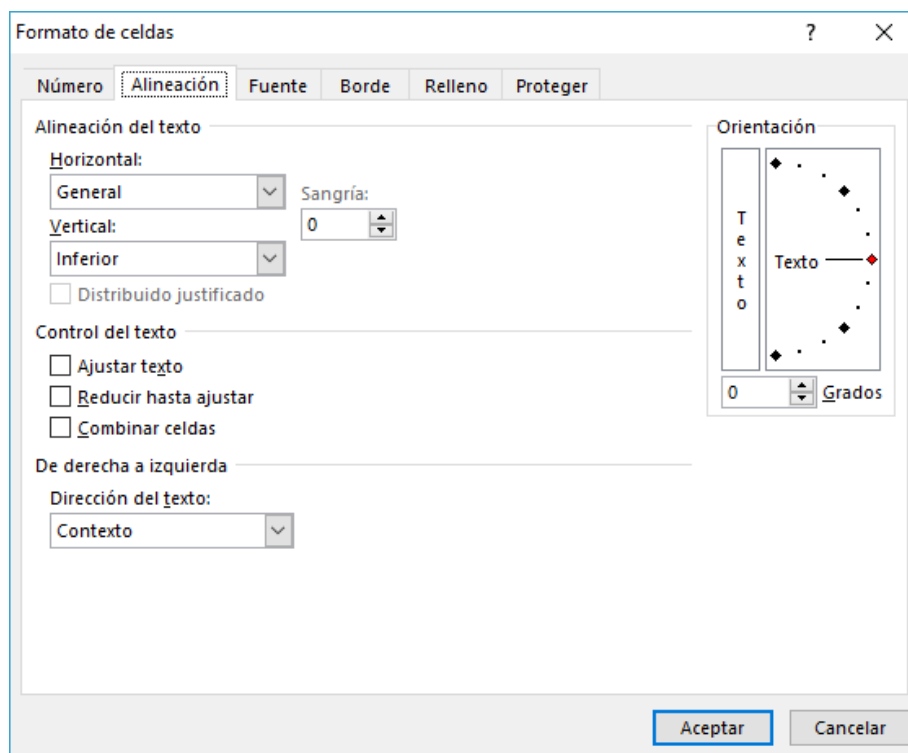 Formato de celdas ?
Número Alineación Fuente Borde Relleno Proteger
Alineación del texto
Horizontal:
General
Sangría:
0
Vertical:
Inferior
Distribuido justificado
Control del texto
Ajustar texto
Reducir hasta ajustar
Combinar celdas
De derecha a izquierda
Dirección del texto:
Contexto
Orientación
Texto
Texto
0 Grados
Aceptar Cancelar